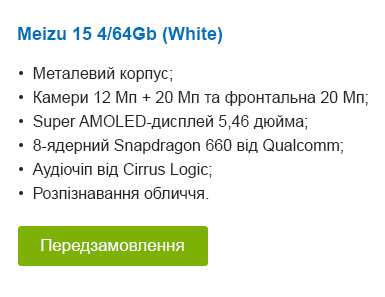 Meizu 15 4/64Gb (White)
• Металевий корпус;
• Камери 12 Мп + 20 Мп та фронтальна 20 Мп;
• Super AMOLED-дисплей 5,46 дюйма;
• 8-ядерний Snapdragon 660 від Qualcomm;
• Аудіочіп від Cirrus Logic;
• Розпізнавання обличчя.
Передзамовлення